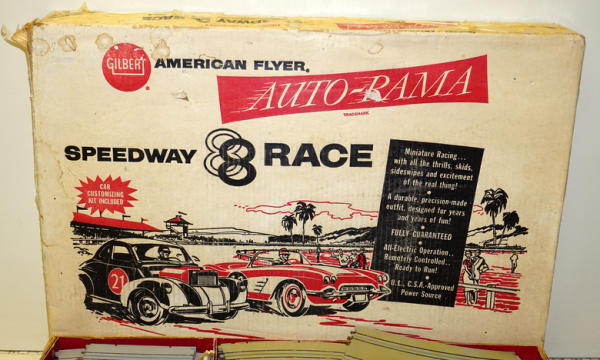 GILBERT
AMERICAN FLYER
AUTO-RAMA
TRADEMARK
SPEEDWAY 8 RACE
CAR
CUSTOMIZING
KIT INCLUDED
Miniature Racing...
with all the thrills, skids,
sideswipes and excitement
of the real thing!
A durable, precision-made
outfit, designed for years
and years of fun!
FULLY GUARANTEED
All-Electric Operation..
Remotely Controlled..
Ready to Run!
U.L., C.S.A.-Approved
Power Source
21